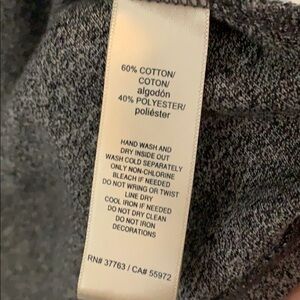 60% COTTON/
COTON/
algodón
40% POLYESTER/
poliéster
HAND WASH AND
DRY INSIDE OUT
WASH COLD SEPARATELY
ONLY NON-CHLORINE
BLEACH IF NEEDED
DO NOT WRING OR TWIST
LINE DRY
COOL IRON IF NEEDED
DO NOT DRY CLEAN
DO NOT IRON
DECORATIONS
RN# 37763 / CA# 55972